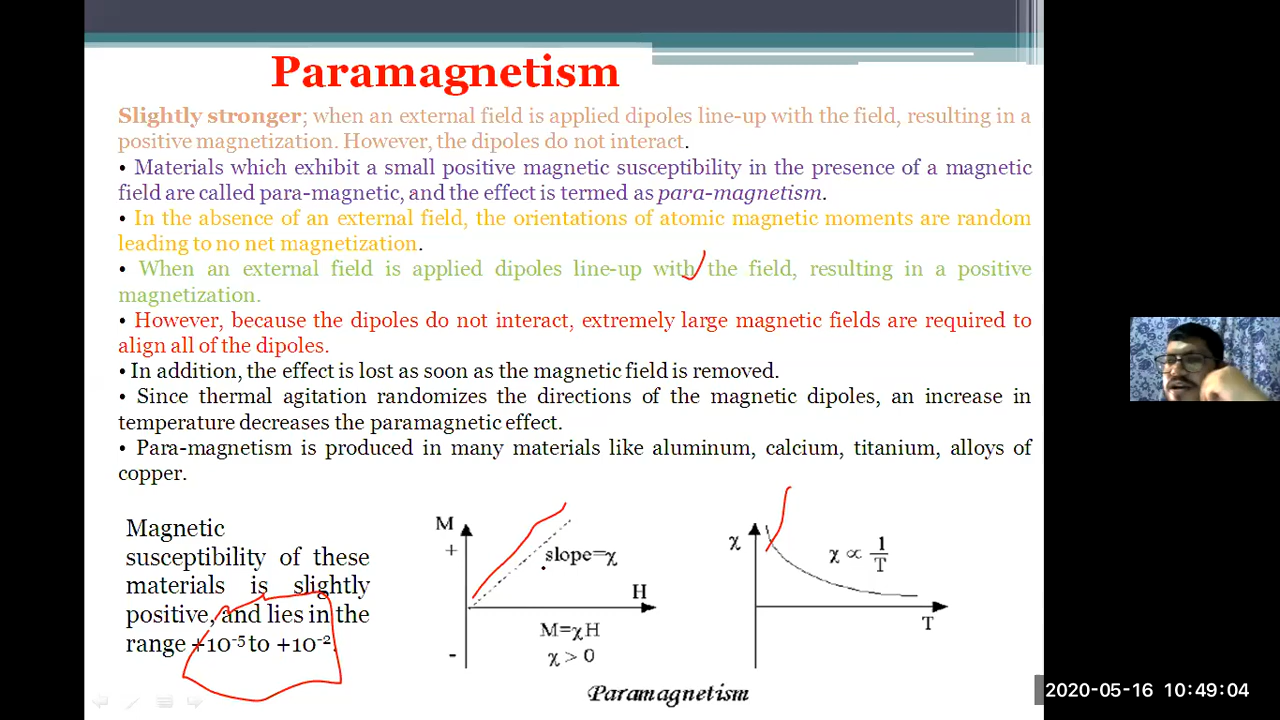 Paramagnetism
Slightly stronger; when an external field is applied dipoles line-up with the field, resulting in a
positive magnetization. However, the dipoles do not interact.
• Materials which exhibit a small positive magnetic susceptibility in the presence of a magnetic
field are called para-magnetic, and the effect is termed as para-magnetism.
• In the absence of an external field, the orientations of atomic magnetic moments are random
leading to no net magnetization.
• When an external field is applied dipoles line-up with the field, resulting in a positive
magnetization.
• However, because the dipoles do not interact, extremely large magnetic fields are required to
align all of the dipoles.
• In addition, the effect is lost as soon as the magnetic field is removed.
• Since thermal agitation randomizes the directions of the magnetic dipoles, an increase in
temperature decreases the paramagnetic effect.
• Para-magnetism is produced in many materials like aluminum, calcium, titanium, alloys of
copper.
Magnetic
susceptibility of these
materials is slightly
positive, and lies in the
range +10⁻⁵ to +10⁻².
M
+
slope=χ
H
M=χH
-
χ > 0
χ
χ ∝ 1/T
T
Paramagnetism
2020-05-16 10:49:04